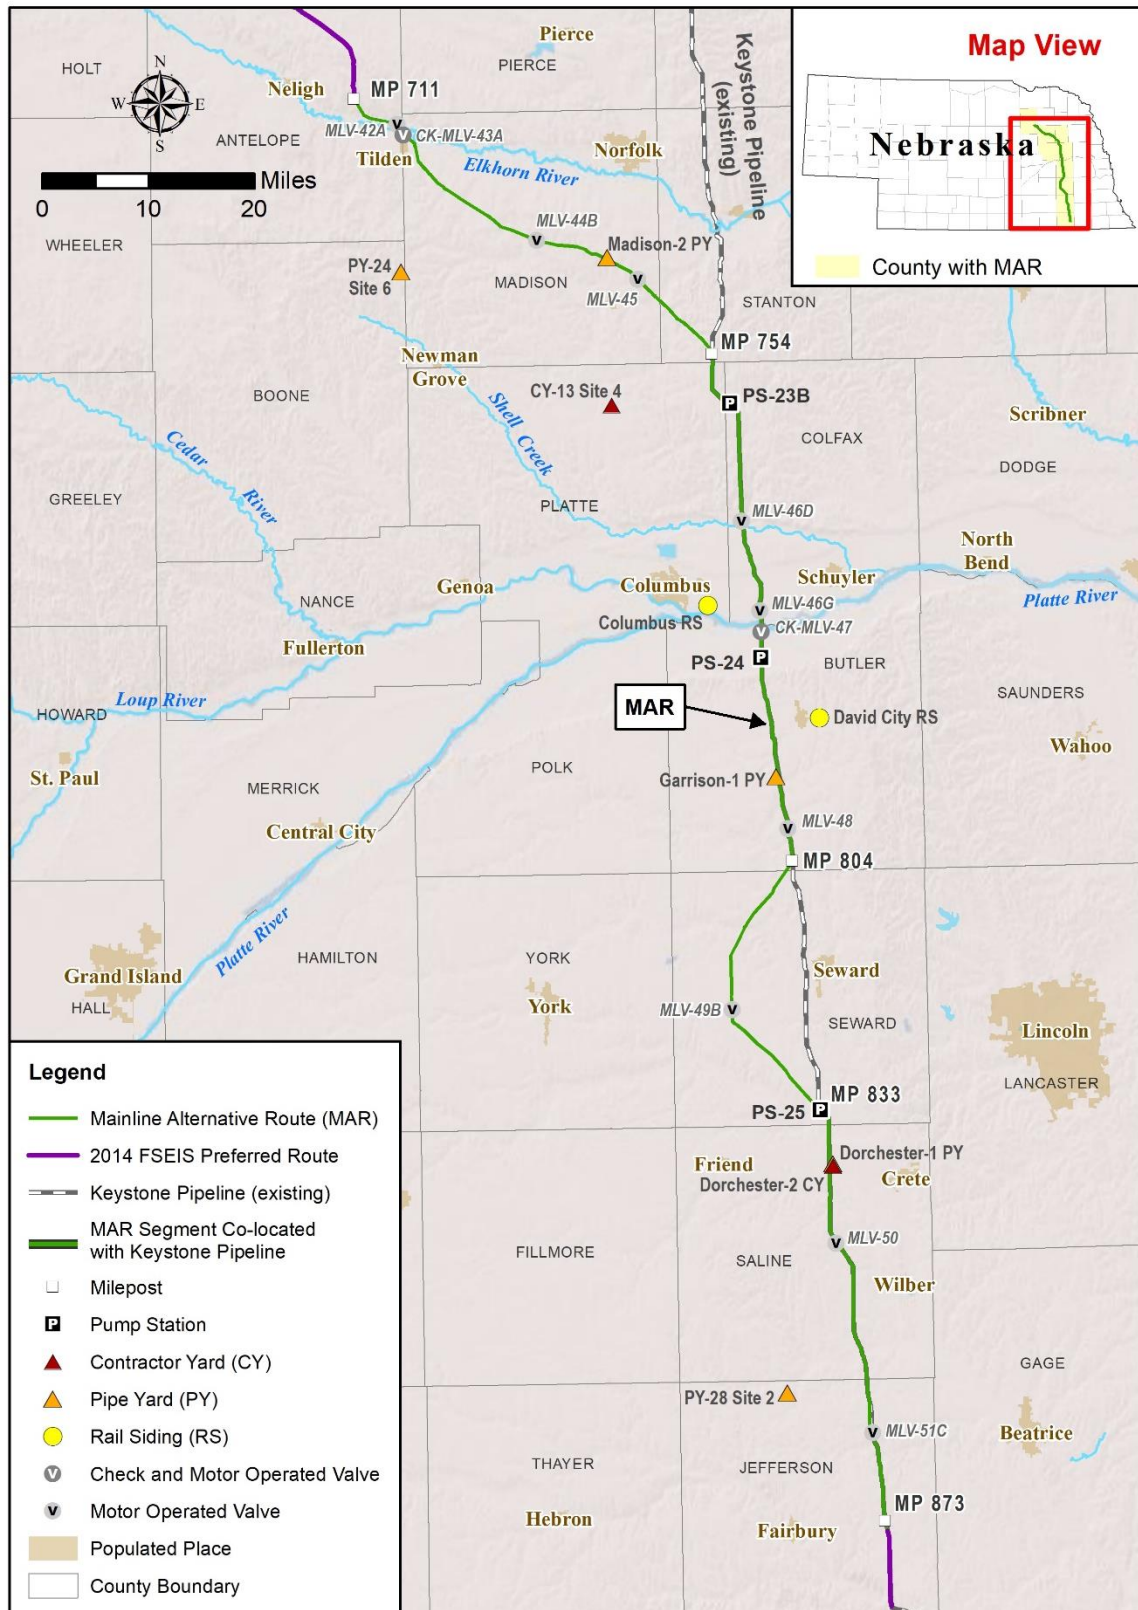 Pierce
HOLT
PIERCE
Keystone Pipeline
(existing)
Map View
Nebraska
County with MAR
N
W
E
S
Neligh
MP 711
ANTELOPE
MLV-42A
CK-MLV-43A
Tilden
Norfolk
Elkhorn River
Miles
0
10
20
WHEELER
MLV-44B
Madison-2 PY
PY-24
Site 6
MADISON
MLV-45
STANTON
MP 754
Newman
Grove
CY-13 Site 4
PS-23B
BOONE
Shell Creek
Scribner
COLFAX
Cedar
River
DODGE
GREELEY
PLATTE
MLV-46D
North
Bend
Genoa
Columbus
Schuyler
NANCE
MLV-46G
Platte River
Columbus RS
CK-MLV-47
Fullerton
PS-24
BUTLER
Loup River
SAUNDERS
MAR
HOWARD
David City RS
Wahoo
St. Paul
POLK
Garrison-1 PY
MERRICK
Central City
MLV-48
MP 804
Platte River
HAMILTON
YORK
Seward
Grand Island
York
MLV-49B
HALL
SEWARD
Lincoln
LANCASTER
MP 833
PS-25
Dorchester-1 PY
Friend
Dorchester-2 CY
Crete
MLV-50
FILLMORE
SALINE
Wilber
GAGE
PY-28 Site 2
MLV-51C
Beatrice
THAYER
JEFFERSON
MP 873
Hebron
Fairbury
Legend
Mainline Alternative Route (MAR)
2014 FSEIS Preferred Route
Keystone Pipeline (existing)
MAR Segment Co-located
with Keystone Pipeline
Milepost
P Pump Station
Contractor Yard (CY)
Pipe Yard (PY)
Rail Siding (RS)
V Check and Motor Operated Valve
V Motor Operated Valve
Populated Place
County Boundary